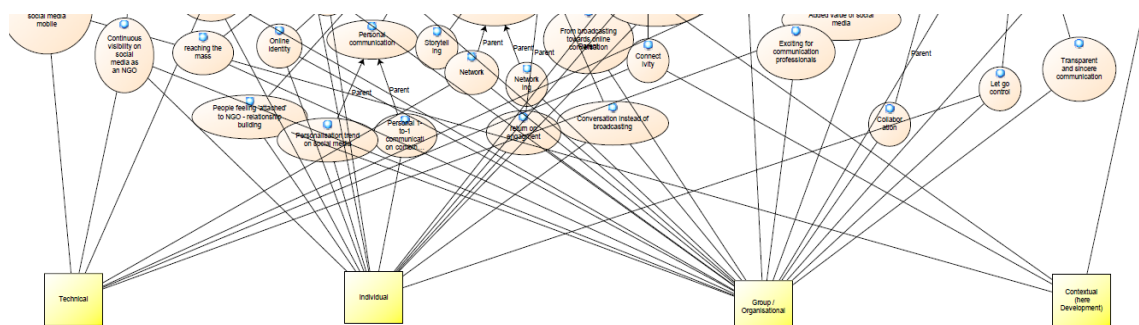 social media
mobile
Continuous
visibility on
social
media as
an NGO
reaching the
mass
Online
identity
Personal
communication
Storytell
ing
Parent
Network
Parent
Networki
ng
Parent
From broadcasting
towards online
Connect
ivity
Added value of social
media
Exciting for
communication
professionals
Parent
Let go
control
Transparent
and sincere
communication
People feeling 'attached'
to NGO - relationship
building
Parent
Parent
Personalisation trend
on social media
Personal 1-
to-1
communicati
on
return on
engagement
Conversation instead of
broadcasting
Parent
Collabor
ation
Technical
Individual
Group /
Organisational
Contextual
(here
Development)